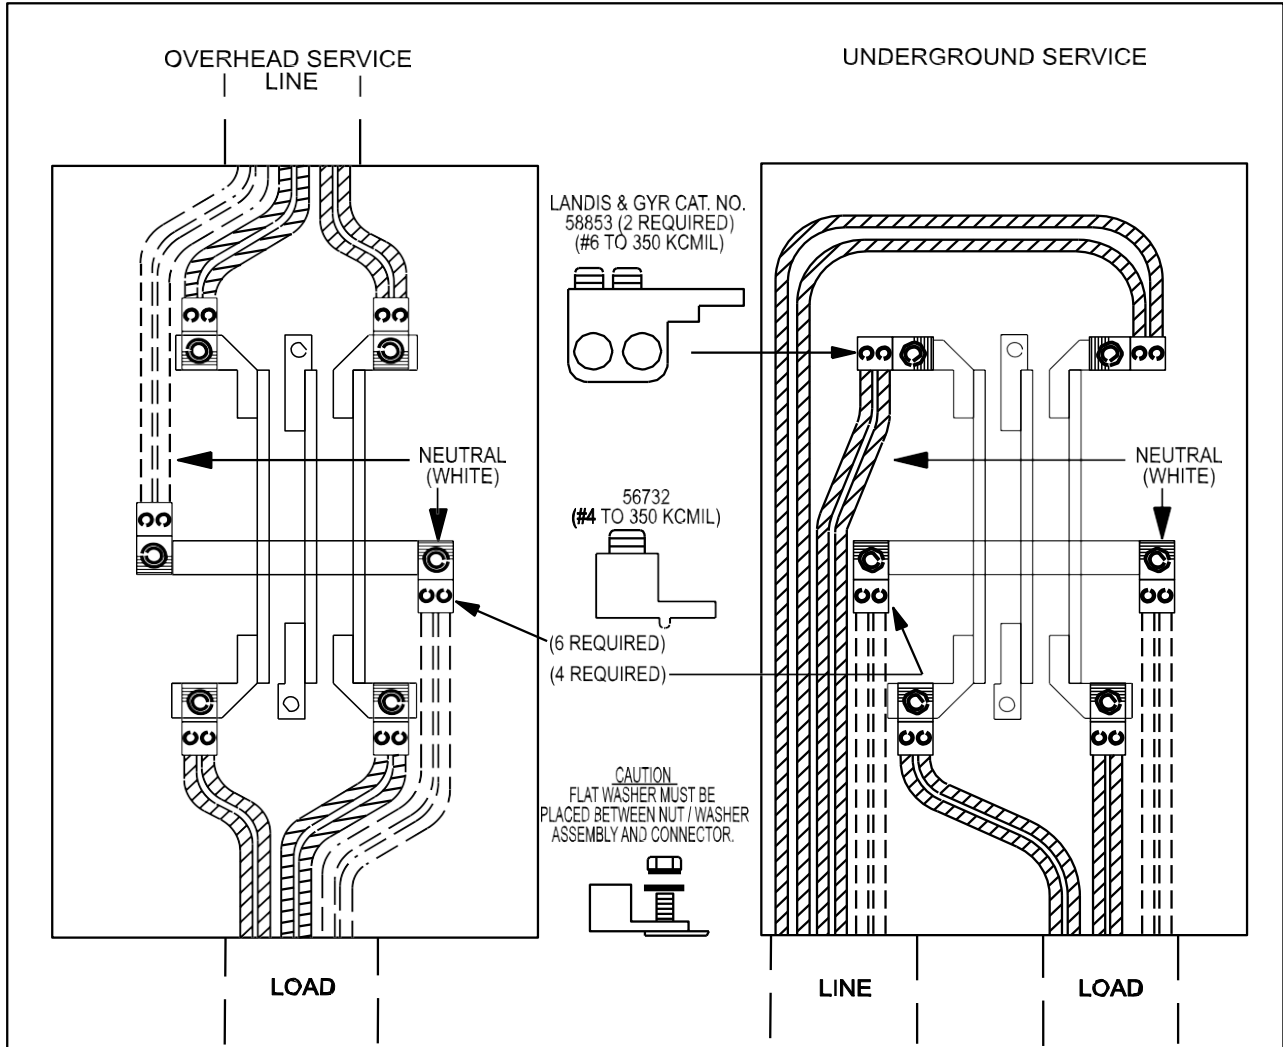 OVERHEAD SERVICE
LINE
UNDERGROUND SERVICE
LANDIS & GYR CAT. NO.
58853 (2 REQUIRED)
(#6 TO 350 KCMIL)
NEUTRAL
(WHITE)
NEUTRAL
(WHITE)
56732
(#4 TO 350 KCMIL)
(6 REQUIRED)
(4 REQUIRED)
CAUTION
FLAT WASHER MUST BE
PLACED BETWEEN NUT / WASHER
ASSEMBLY AND CONNECTOR.
LOAD
LINE
LOAD